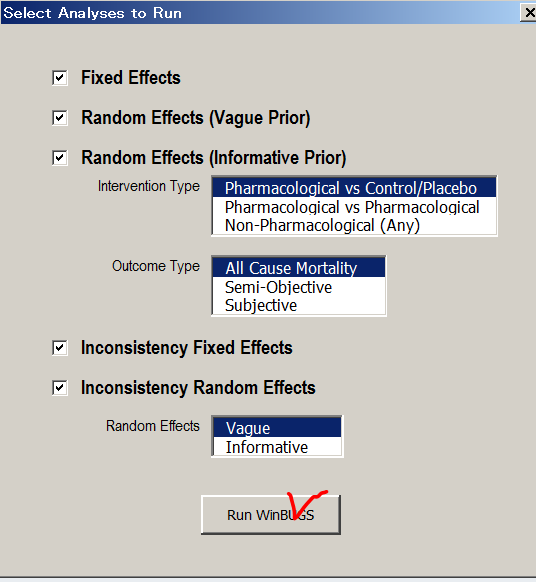 Select Analyses to Run
Fixed Effects
Random Effects (Vague Prior)
Random Effects (Informative Prior)
Intervention Type
Pharmacological vs Control/Placebo
Pharmacological vs Pharmacological
Non-Pharmacological (Any)
Outcome Type
All Cause Mortality
Semi-Objective
Subjective
Inconsistency Fixed Effects
Inconsistency Random Effects
Random Effects
Vague
Informative
Run WinBUGS